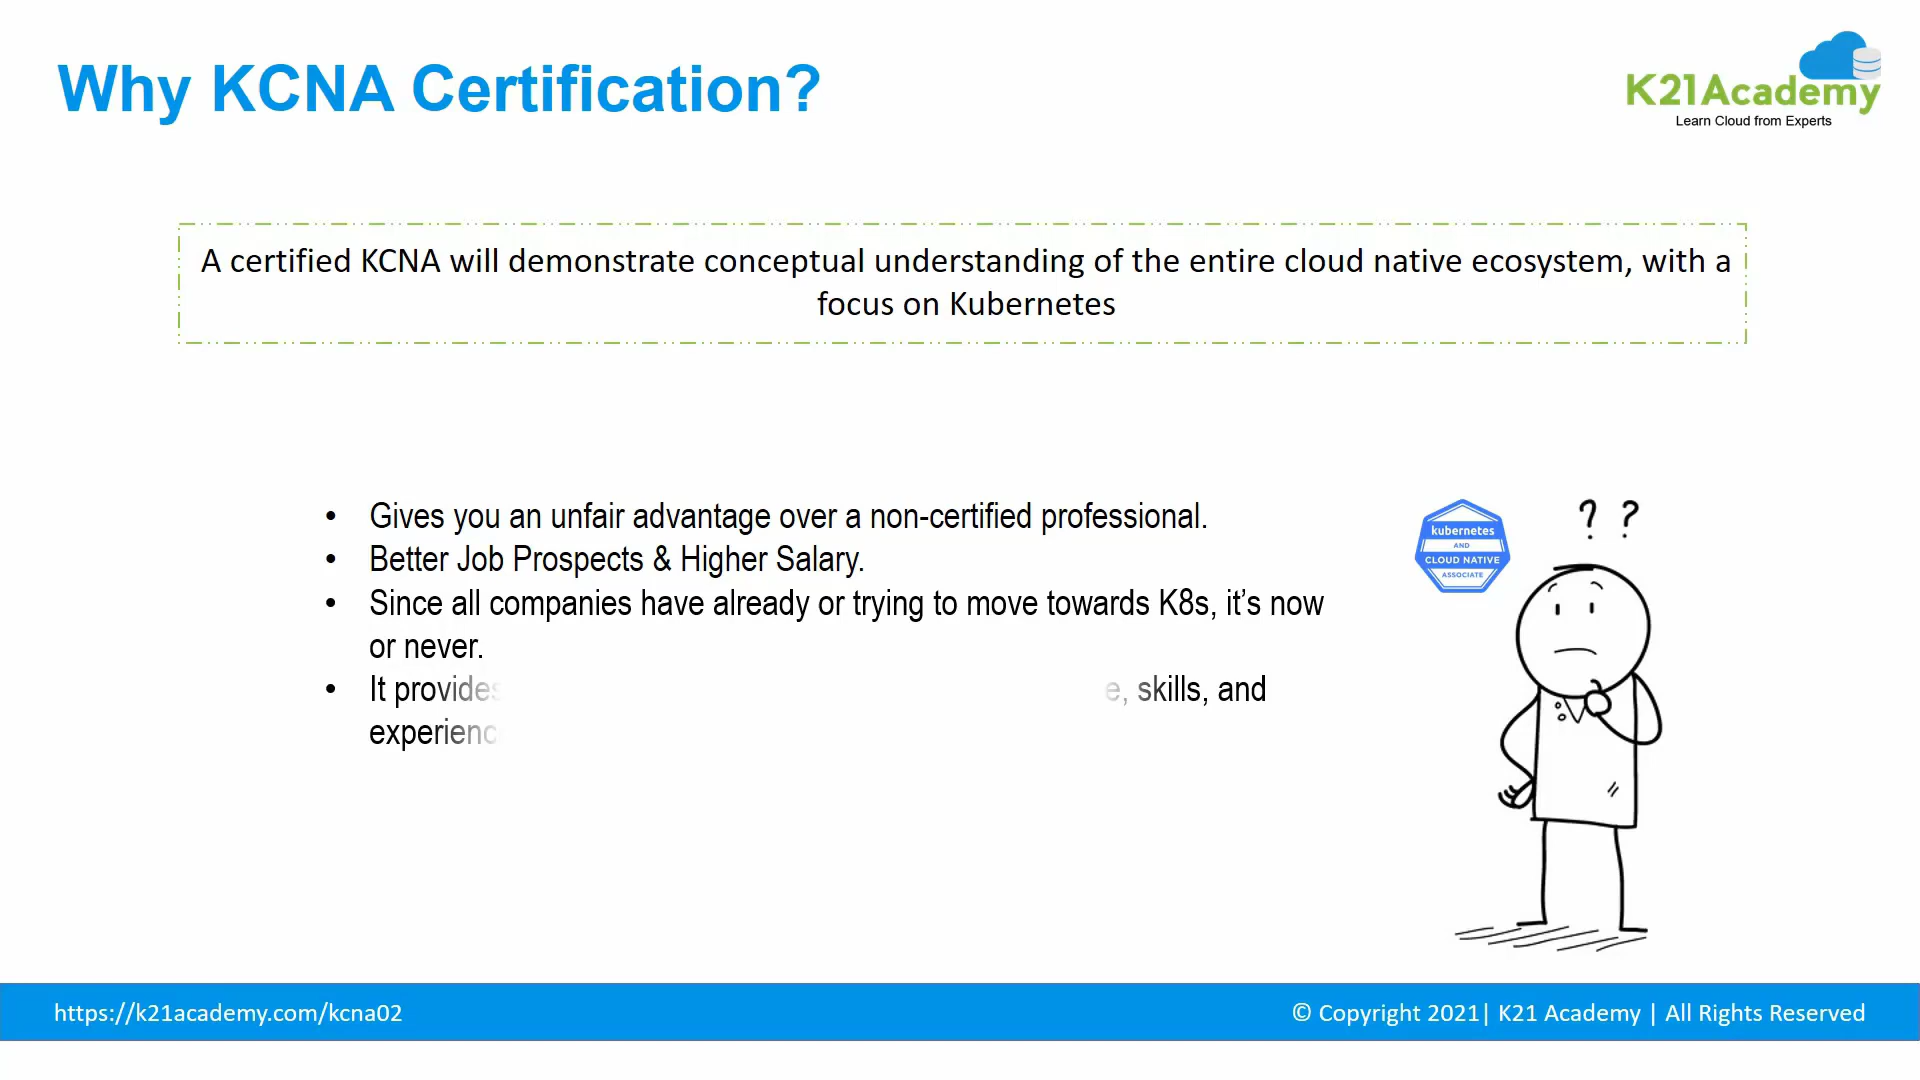 Why KCNA Certification?
K21Academy
Learn Cloud from Experts
A certified KCNA will demonstrate conceptual understanding of the entire cloud native ecosystem, with a
focus on Kubernetes
• Gives you an unfair advantage over a non-certified professional.
• Better Job Prospects & Higher Salary.
• Since all companies have already or trying to move towards K8s, it’s now
or never.
• It provides skills, and
? ?
kubernetes
AND
CLOUD NATIVE
ASSOCIATE
https://k21academy.com/kcna02
© Copyright 2021| K21 Academy | All Rights Reserved